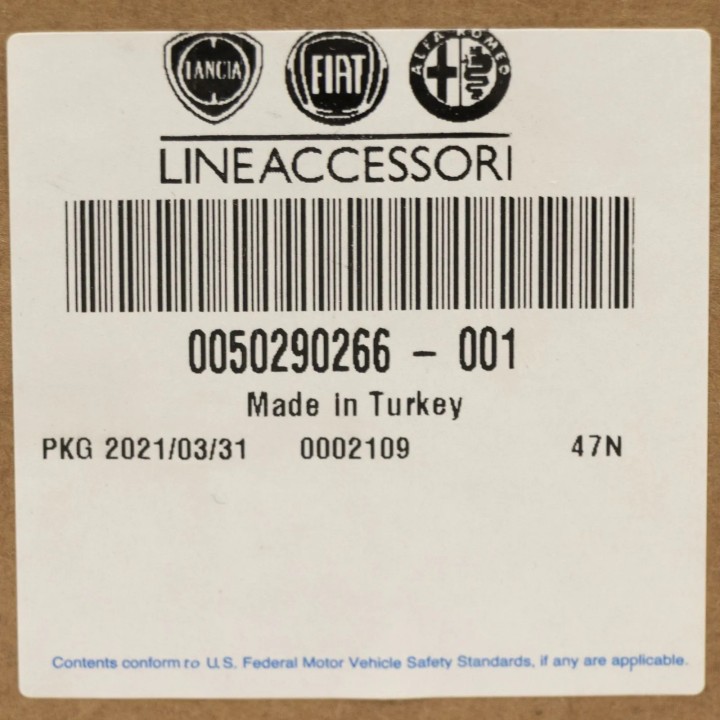 LANCIA FIAT ALFA ROMEO
LINEACCESSORI
0050290266 - 001
Made in Turkey
PKG 2021/03/31 0002109 47N
Contents conform to U.S. Federal Motor Vehicle Safety Standards, if any are applicable.